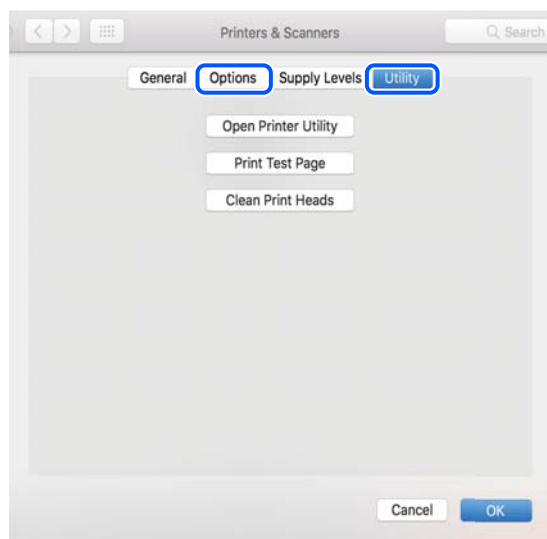 Printers & Scanners
Search
General Options Supply Levels Utility
Open Printer Utility
Print Test Page
Clean Print Heads
Cancel OK